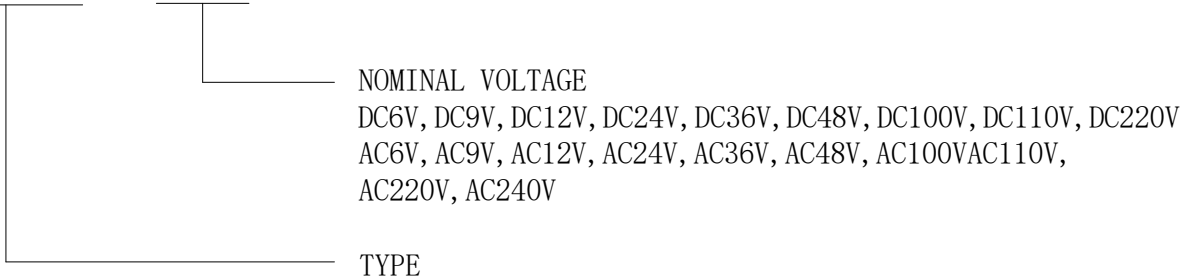 NOMINAL VOLTAGE
DC6V, DC9V, DC12V, DC24V, DC36V, DC48V, DC100V, DC110V, DC220V
AC6V, AC9V, AC12V, AC24V, AC36V, AC48V, AC100VAC110V,
AC220V, AC240V
TYPE